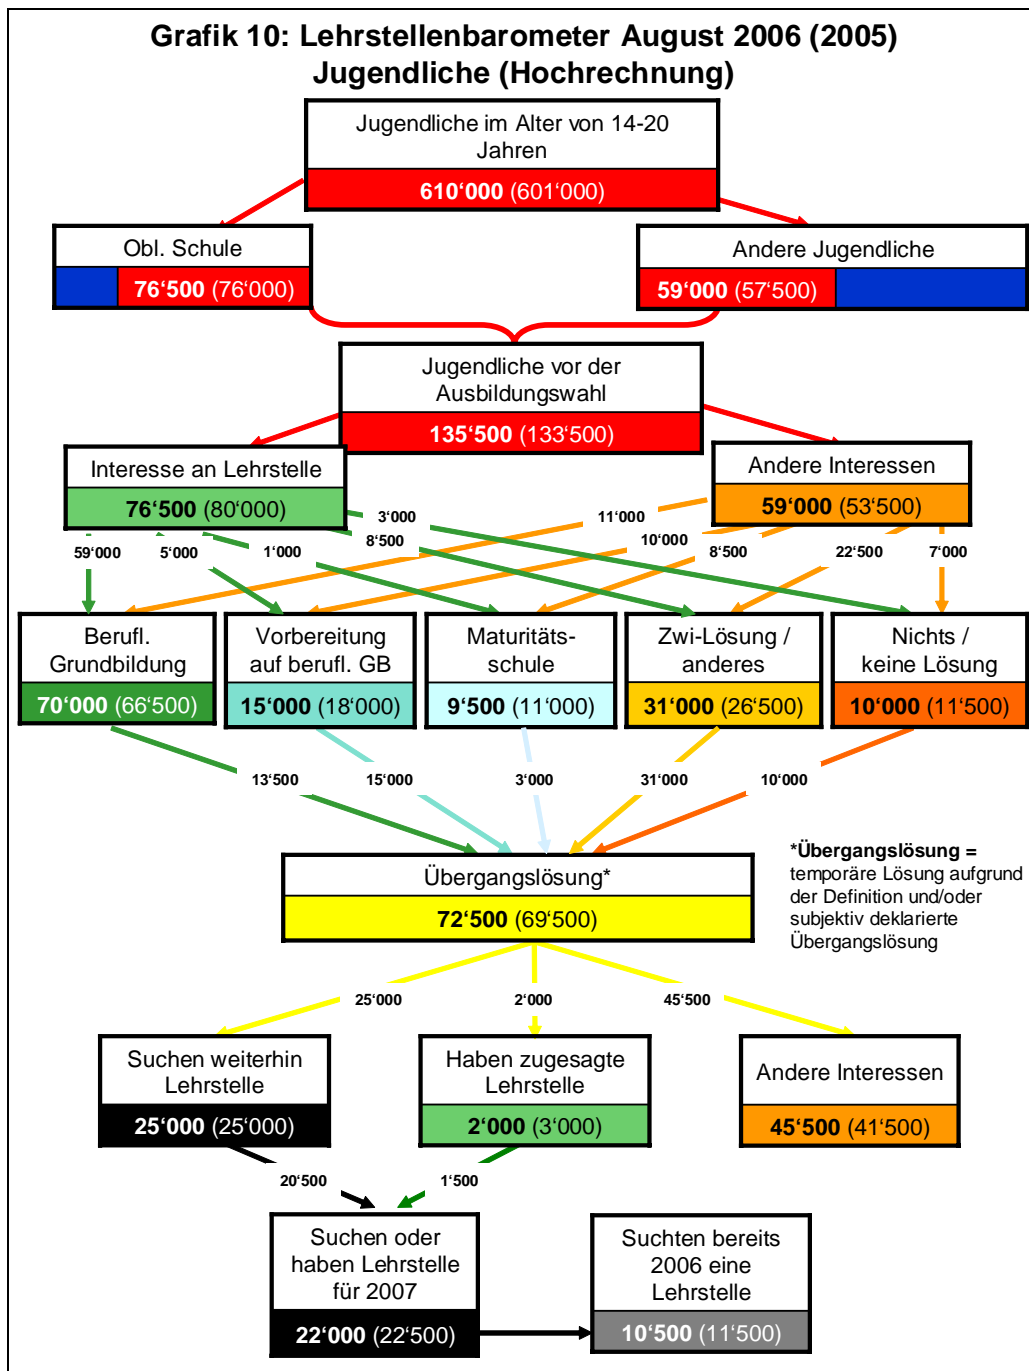 Grafik 10: Lehrstellenbarometer August 2006 (2005)
Jugendliche (Hochrechnung)
Jugendliche im Alter von 14-20
Jahren
610‘000 (601‘000)
Obl. Schule
76‘500 (76‘000)
Andere Jugendliche
59‘000 (57‘500)
Jugendliche vor der
Ausbildungswahl
135‘500 (133‘500)
Interesse an Lehrstelle
76‘500 (80‘000)
Andere Interessen
59‘000 (53‘500)
59‘000
5‘000
1‘000
8‘500
3‘000
11‘000
10‘000
8‘500
22‘500
7‘000
Berufl.
Grundbildung
70‘000 (66‘500)
Vorbereitung
auf berufl. GB
15‘000 (18‘000)
Maturitäts-
schule
9‘500 (11‘000)
Zwi-Lösung /
anderes
31‘000 (26‘500)
Nichts /
keine Lösung
10‘000 (11‘500)
13‘500
15‘000
3‘000
31‘000
10‘000
Übergangslösung*
72‘500 (69‘500)
*Übergangslösung =
temporäre Lösung aufgrund
der Definition und/oder
subjektiv deklarierte
Übergangslösung
25‘000
2‘000
45‘500
Suchen weiterhin
Lehrstelle
25‘000 (25‘000)
Haben zugesagte
Lehrstelle
2‘000 (3‘000)
Andere Interessen
45‘500 (41‘500)
20‘500
1‘500
Suchen oder
haben Lehrstelle
für 2007
22‘000 (22‘500)
Suchten bereits
2006 eine
Lehrstelle
10‘500 (11‘500)